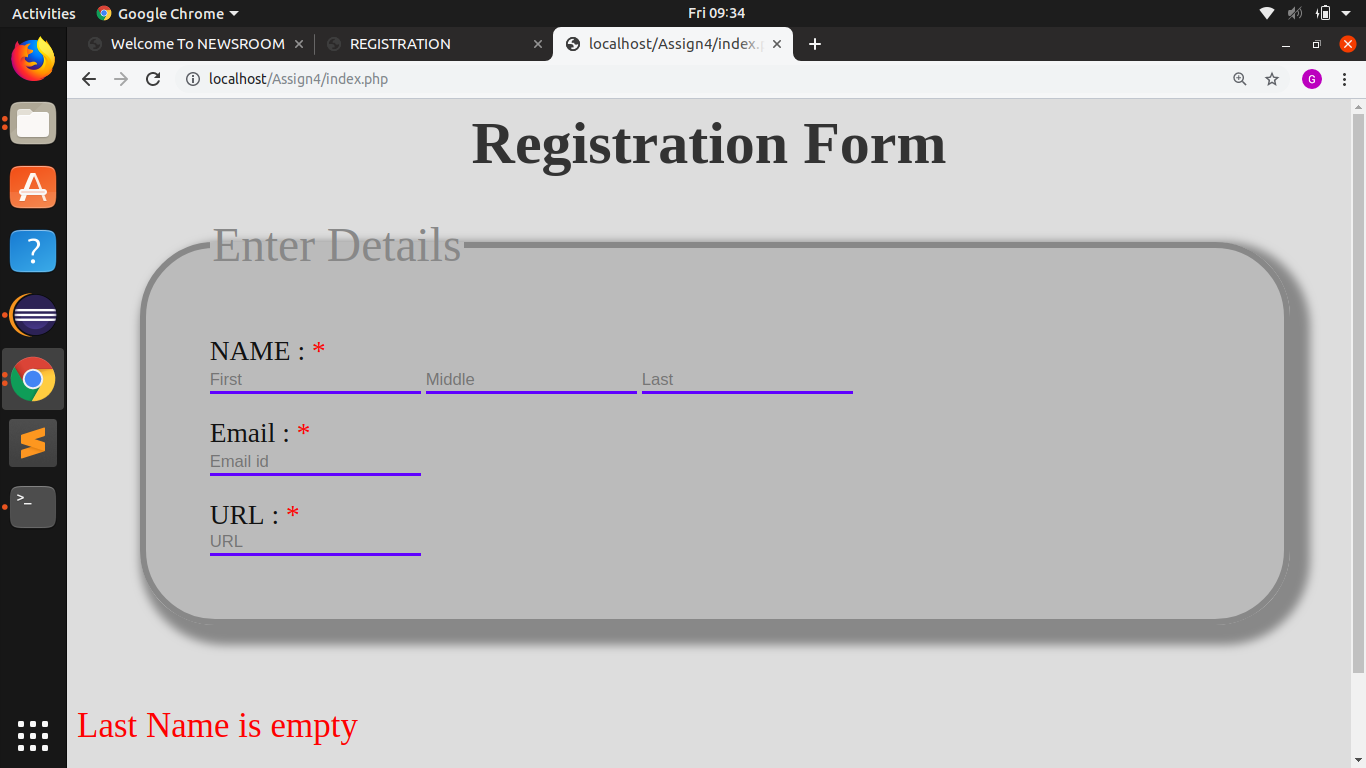 Activities Google Chrome Fri 09:34
Welcome To NEWSROOM REGISTRATION localhost/Assign4/index.p
localhost/Assign4/index.php G
Registration Form
Enter Details
NAME : *
First Middle Last
Email : *
Email id
URL : *
URL
Last Name is empty